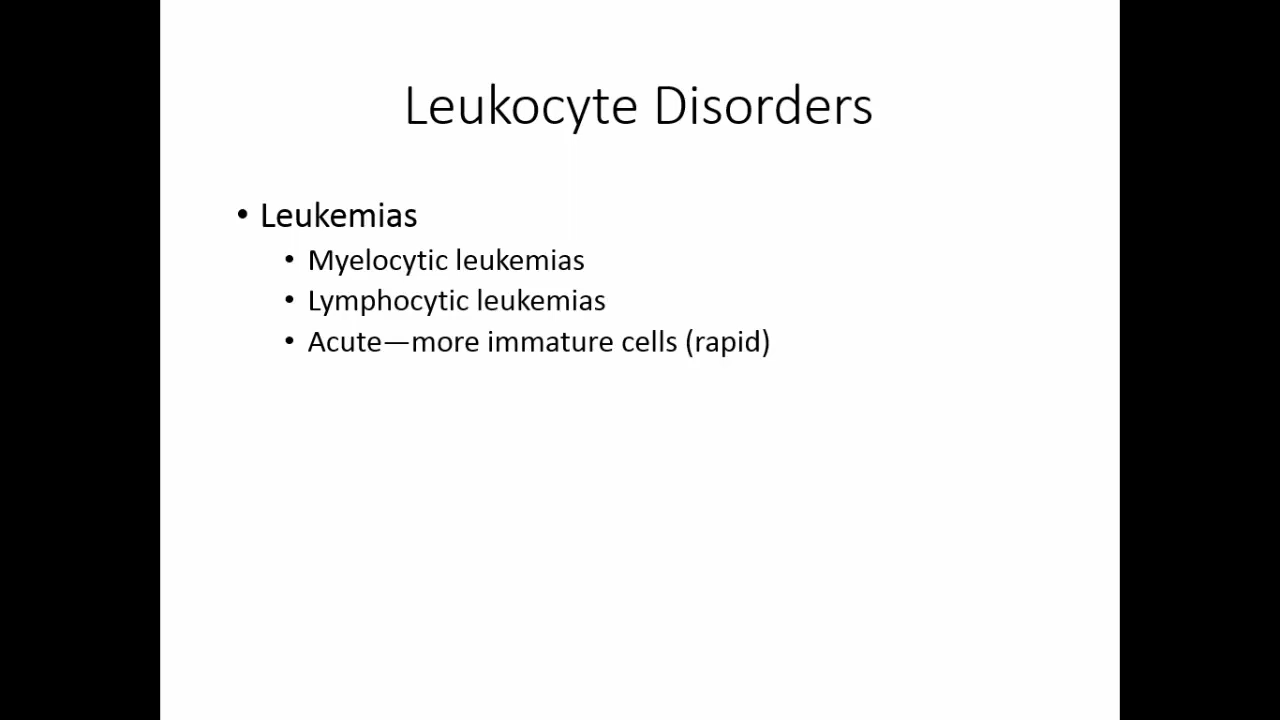 Leukocyte Disorders
• Leukemias
• Myelocytic leukemias
• Lymphocytic leukemias
• Acute—more immature cells (rapid)